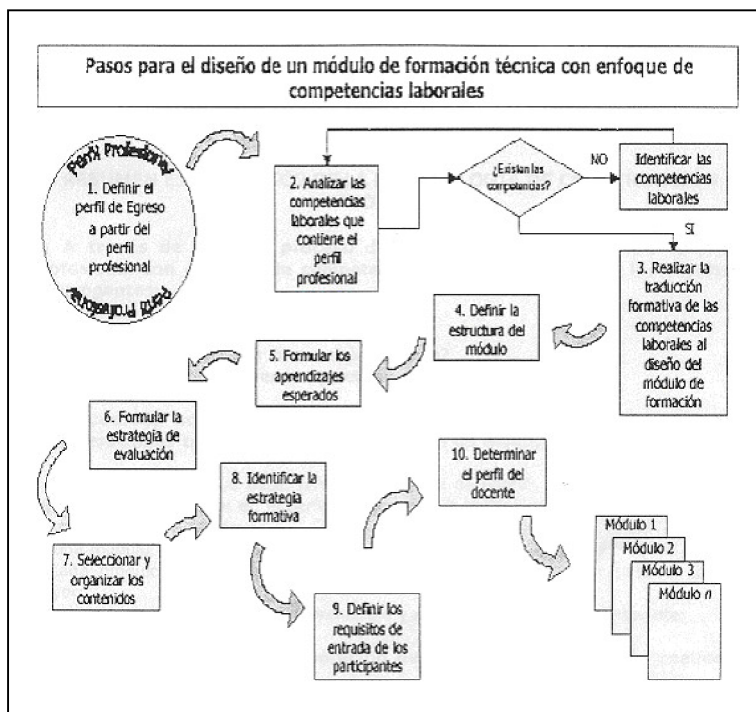 Pasos para el diseño de un módulo de formación técnica con enfoque de
competencias laborales
Perfil Profesional
1. Definir el
perfil de Egreso
a partir del
perfil
profesional
Perfil Profesional
2. Analizar las
competencias
laborales que
contiene el
perfil
profesional
¿Existan las
competencias?
NO
Identificar las
competencias
laborales
SI
3. Realizar la
traducción
formativa de las
competencias
laborales al
diseño del
módulo de
formación
4. Definir la
estructura del
módulo
5. Formular los
aprendizajes
esperados
6. Formular la
estrategia de
evaluación
7. Seleccionar y
organizar los
contenidos
8. Identificar la
estrategia
formativa
9. Definir los
requisitos de
entrada de los
participantes
10. Determinar
el perfil del
docente
Módulo 1
Módulo 2
Módulo 3
Módulo n